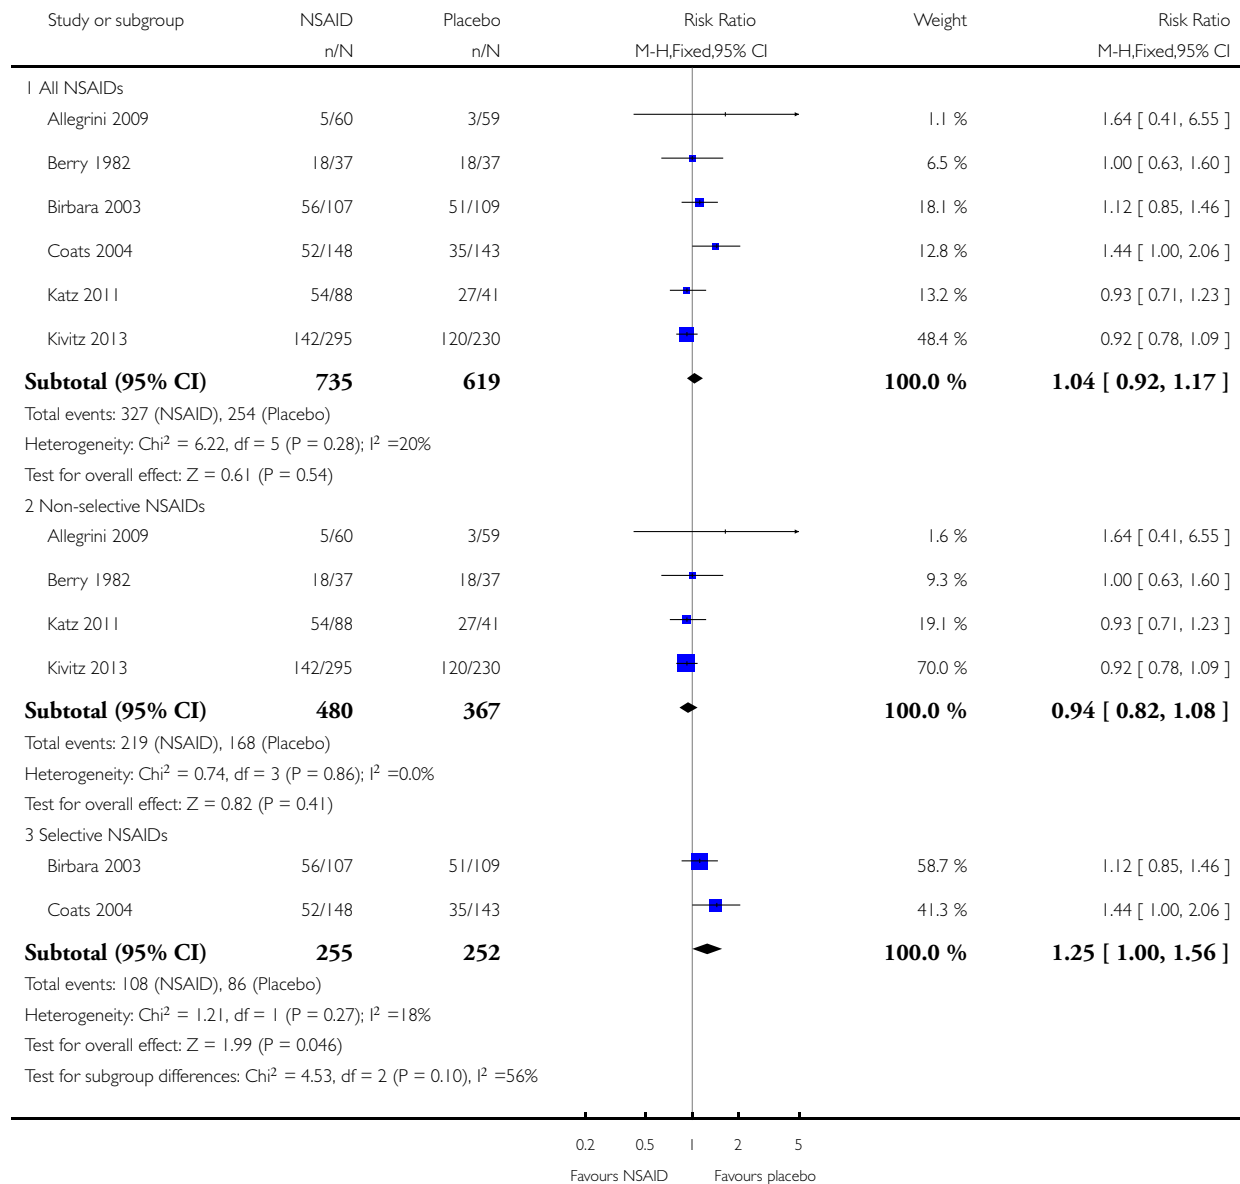 Study or subgroup NSAID Placebo Risk Ratio Weight Risk Ratio
n/N n/N M-H,Fixed,95% CI M-H,Fixed,95% CI
1 All NSAIDs
Allegrini 2009 5/60 3/59 1.1 % 1.64 [ 0.41, 6.55 ]
Berry 1982 18/37 18/37 6.5 % 1.00 [ 0.63, 1.60 ]
Birbara 2003 56/107 51/109 18.1 % 1.12 [ 0.85, 1.46 ]
Coats 2004 52/148 35/143 12.8 % 1.44 [ 1.00, 2.06 ]
Katz 2011 54/88 27/41 13.2 % 0.93 [ 0.71, 1.23 ]
Kivitz 2013 142/295 120/230 48.4 % 0.92 [ 0.78, 1.09 ]
Subtotal (95% CI) 735 619 100.0 % 1.04 [ 0.92, 1.17 ]
Total events: 327 (NSAID), 254 (Placebo)
Heterogeneity: Chi² = 6.22, df = 5 (P = 0.28); I² =20%
Test for overall effect: Z = 0.61 (P = 0.54)
2 Non-selective NSAIDs
Allegrini 2009 5/60 3/59 1.6 % 1.64 [ 0.41, 6.55 ]
Berry 1982 18/37 18/37 9.3 % 1.00 [ 0.63, 1.60 ]
Katz 2011 54/88 27/41 19.1 % 0.93 [ 0.71, 1.23 ]
Kivitz 2013 142/295 120/230 70.0 % 0.92 [ 0.78, 1.09 ]
Subtotal (95% CI) 480 367 100.0 % 0.94 [ 0.82, 1.08 ]
Total events: 219 (NSAID), 168 (Placebo)
Heterogeneity: Chi² = 0.74, df = 3 (P = 0.86); I² =0.0%
Test for overall effect: Z = 0.82 (P = 0.41)
3 Selective NSAIDs
Birbara 2003 56/107 51/109 58.7 % 1.12 [ 0.85, 1.46 ]
Coats 2004 52/148 35/143 41.3 % 1.44 [ 1.00, 2.06 ]
Subtotal (95% CI) 255 252 100.0 % 1.25 [ 1.00, 1.56 ]
Total events: 108 (NSAID), 86 (Placebo)
Heterogeneity: Chi² = 1.21, df = 1 (P = 0.27); I² =18%
Test for overall effect: Z = 1.99 (P = 0.046)
Test for subgroup differences: Chi² = 4.53, df = 2 (P = 0.10), I² =56%
0.2 0.5 1 2 5
Favours NSAID Favours placebo